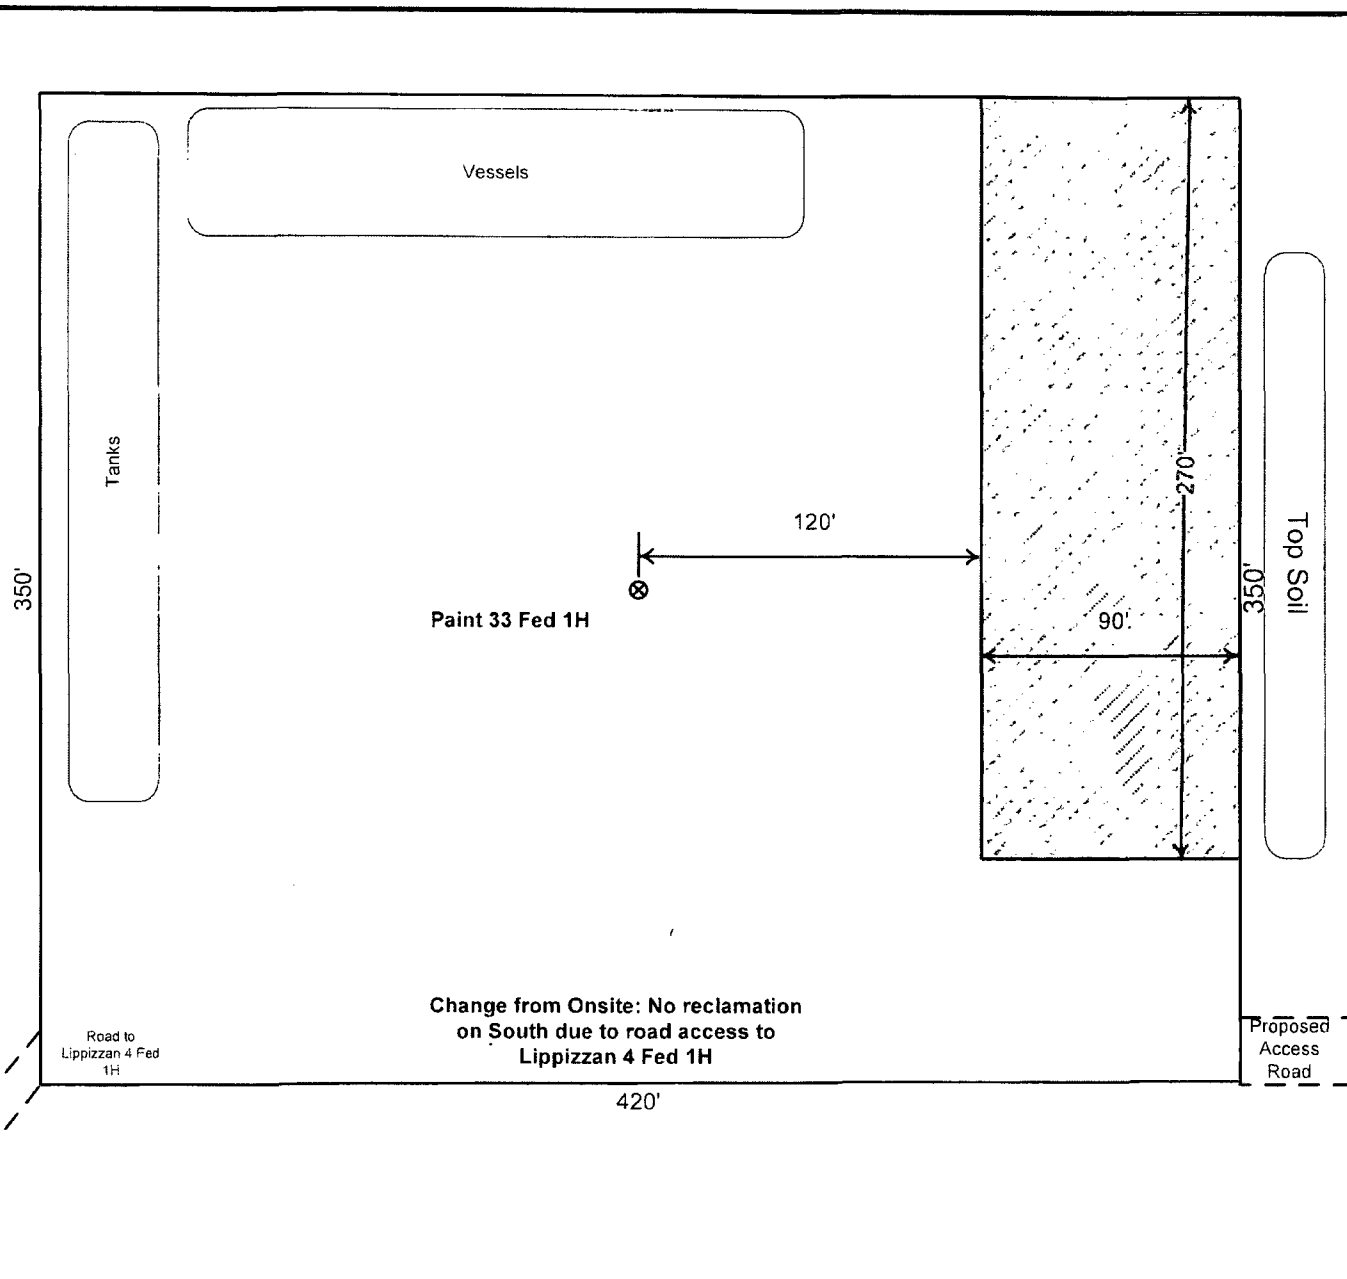 Vessels
Tanks
270'
120'
Top Soil
350'
350'
90'.
Paint 33 Fed 1H
Change from Onsite: No reclamation
on South due to road access to
Lippizzan 4 Fed 1H
Road to
Lippizzan 4 Fed
1H
Proposed
Access
Road
420'